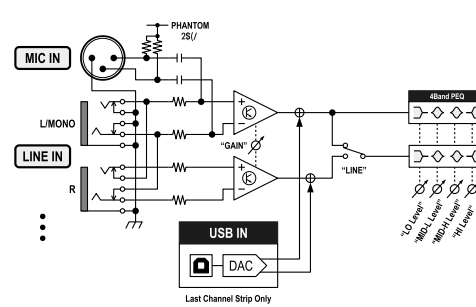 PHANTOM
2S(/
MIC IN
4Band PEQ
L/MONO
"GAIN"
LINE IN
"LINE"
R
"LO Level"
"MID-L Level"
"MID-H Level"
"HI Level"
USB IN
DAC
Last Channel Strip Only